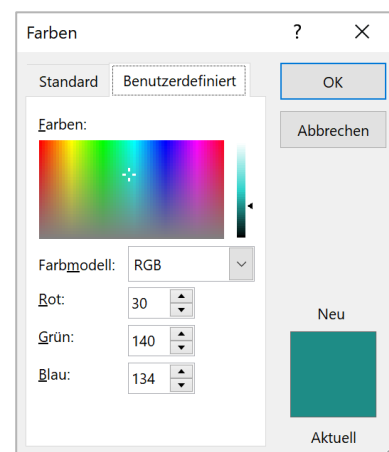 Farben ? ×
Standard Benutzerdefiniert
OK
Abbrechen
Farben:
Farbmodell: RGB
Rot: 30
Grün: 140
Blau: 134
Neu
Aktuell